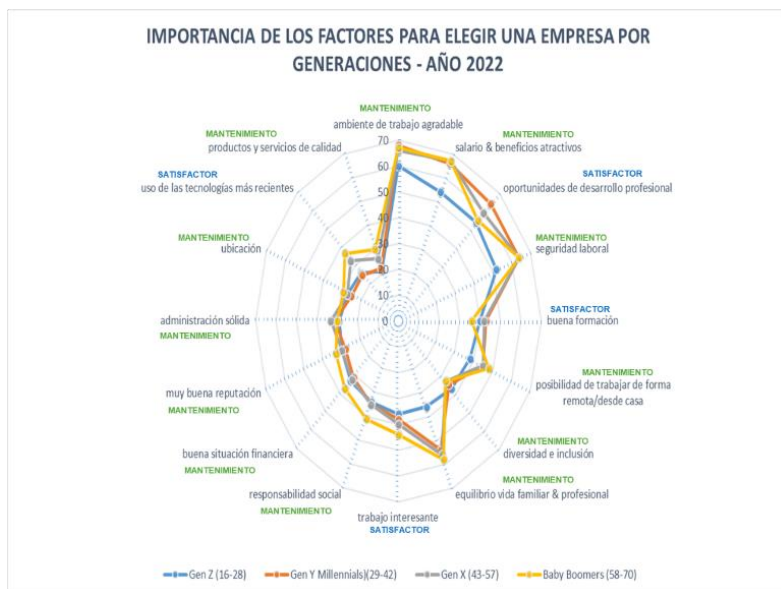 IMPORTANCIA DE LOS FACTORES PARA ELEGIR UNA EMPRESA POR
GENERACIONES - AÑO 2022
MANTENIMIENTO
ambiente de trabajo agradable
MANTENIMIENTO
salario & beneficios atractivos
SATISFACTOR
oportunidades de desarrollo profesional
MANTENIMIENTO
seguridad laboral
SATISFACTOR
buena formación
MANTENIMIENTO
posibilidad de trabajar de forma
remota/desde casa
MANTENIMIENTO
diversidad e inclusión
MANTENIMIENTO
equilibrio vida familiar & profesional
trabajo interesante
SATISFACTOR
responsabilidad social
MANTENIMIENTO
buena situación financiera
MANTENIMIENTO
muy buena reputación
MANTENIMIENTO
administración sólida
MANTENIMIENTO
MANTENIMIENTO
ubicación
SATISFACTOR
uso de las tecnologías más recientes
MANTENIMIENTO
productos y servicios de calidad
70
60
50
40
30
20
10
0
Gen Z (16-28)
Gen Y Millennials)(29-42)
Gen X (43-57)
Baby Boomers (58-70)